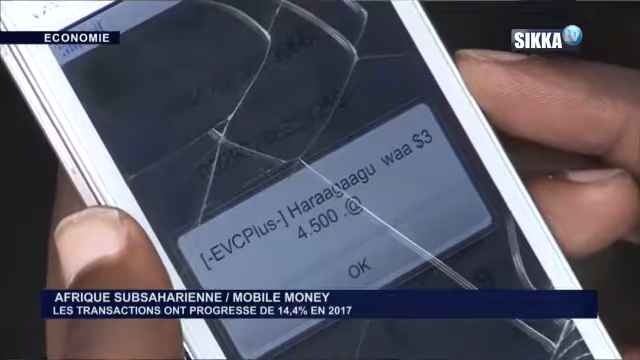 ECONOMIE
SIKKA tv
[-EVCPlus-] Haraagaagu waa $3
4.500 .@
OK
AFRIQUE SUBSAHARIENNE / MOBILE MONEY
LES TRANSACTIONS ONT PROGRESSE DE 14,4% EN 2017